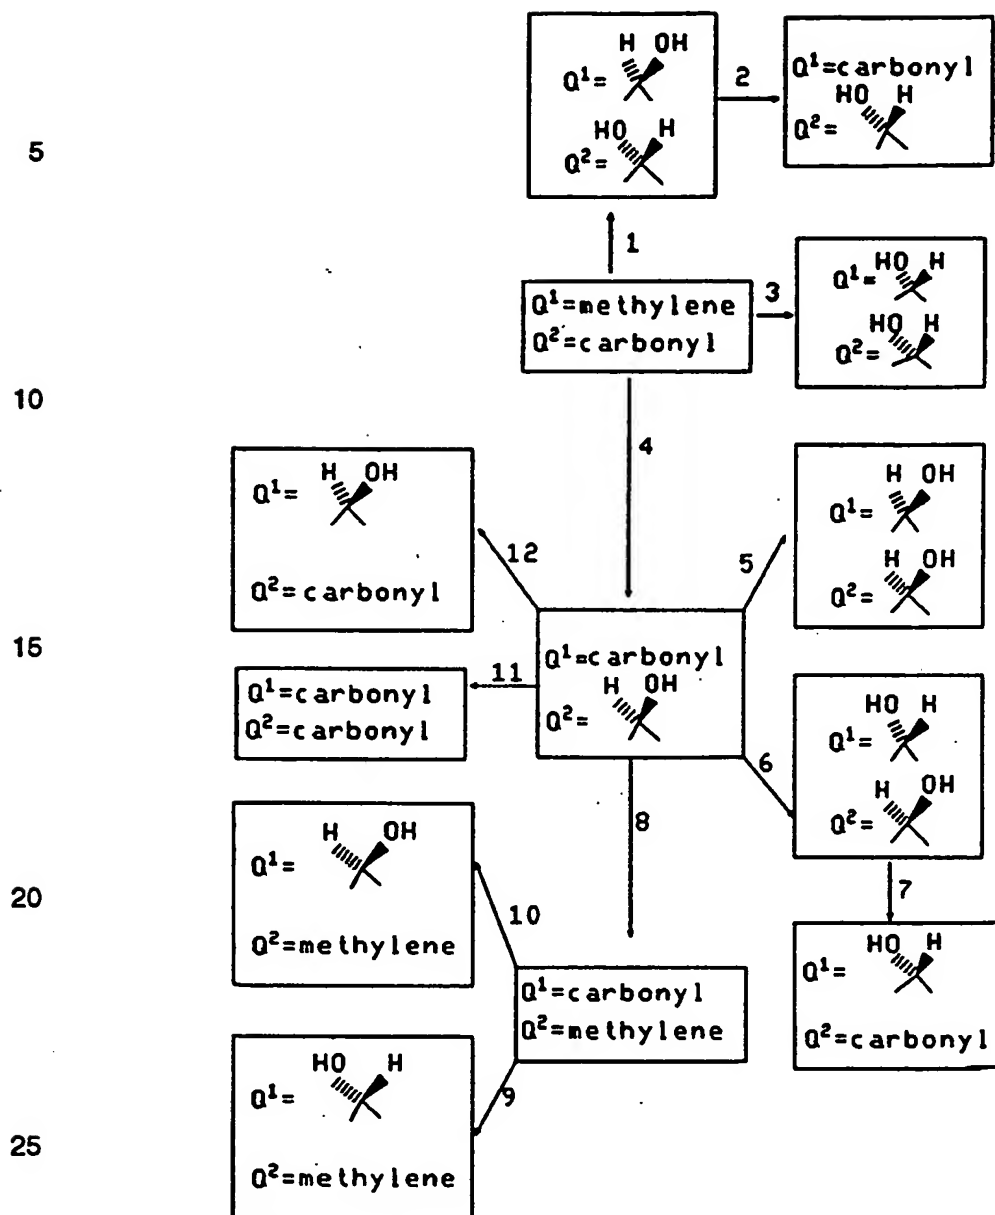 H OH
Q¹=
HO H
Q²=
2
Q¹=carbonyl
HO H
Q²=
5
1
Q¹=methylene
Q²=carbonyl
3
HO H
Q¹=
HO H
Q²=
10
4
H OH
Q¹=
Q²=carbonyl
12
5
H OH
Q¹=
H OH
Q²=
15
Q¹=carbonyl
H OH
Q²=
11
Q¹=carbonyl
Q²=carbonyl
6
HO H
Q¹=
H OH
Q²=
8
7
H OH
Q¹=
Q²=methylene
20
10
Q¹=carbonyl
Q²=methylene
HO H
Q¹=
Q²=carbonyl
9
HO H
Q¹=
Q²=methylene
25